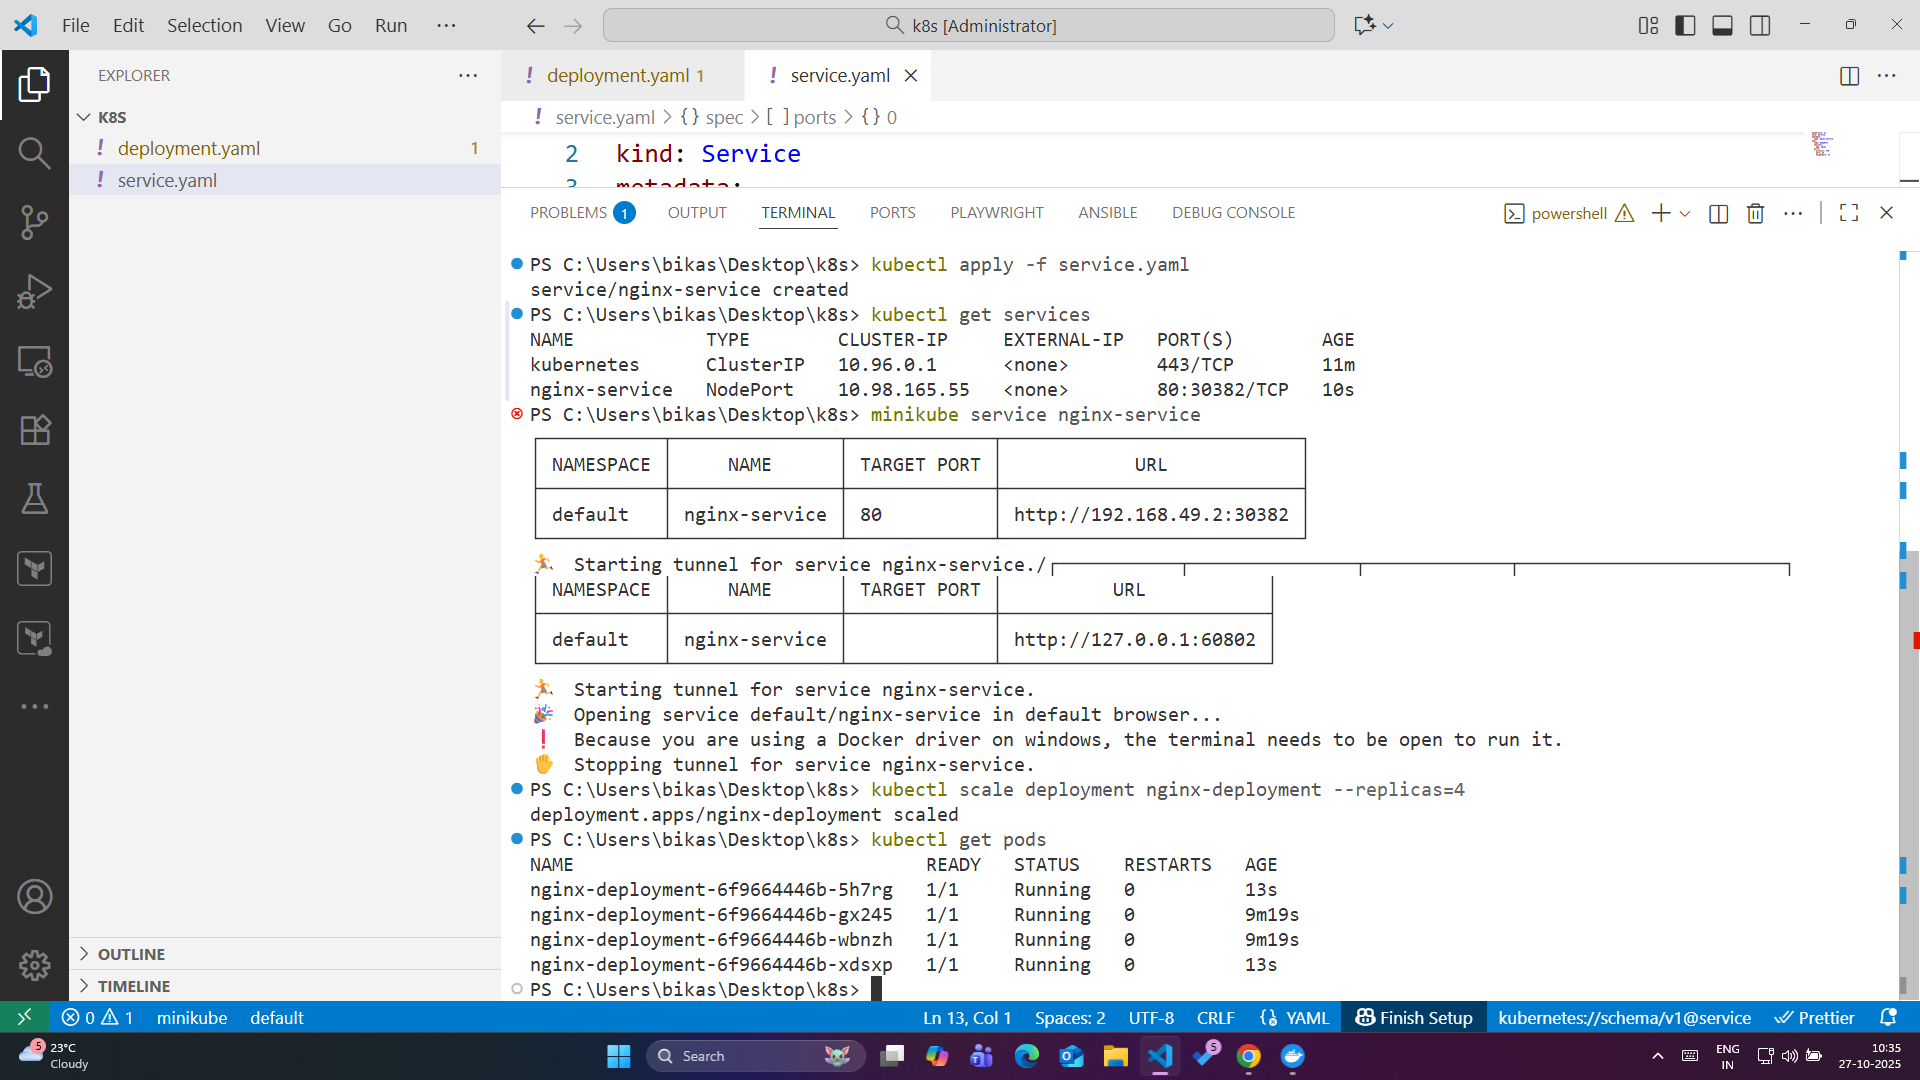 File Edit Selection View Go Run ···
k8s [Administrator]
EXPLORER
K8S
! deployment.yaml 1
! service.yaml
OUTLINE
TIMELINE
! deployment.yaml 1
! service.yaml
! service.yaml > {} spec > [ ] ports > {} 0
2 kind: Service
3 metadata:
PROBLEMS 1 OUTPUT TERMINAL PORTS PLAYWRIGHT ANSIBLE DEBUG CONSOLE
powershell
PS C:\Users\bikas\Desktop\k8s> kubectl apply -f service.yaml
service/nginx-service created
PS C:\Users\bikas\Desktop\k8s> kubectl get services
NAME TYPE CLUSTER-IP EXTERNAL-IP PORT(S) AGE
kubernetes ClusterIP 10.96.0.1 <none> 443/TCP 11m
nginx-service NodePort 10.98.165.55 <none> 80:30382/TCP 10s
PS C:\Users\bikas\Desktop\k8s> minikube service nginx-service
NAMESPACE NAME TARGET PORT URL
default nginx-service 80 http://192.168.49.2:30382
Starting tunnel for service nginx-service./
NAMESPACE NAME TARGET PORT URL
default nginx-service http://127.0.0.1:60802
Starting tunnel for service nginx-service.
Opening service default/nginx-service in default browser...
! Because you are using a Docker driver on windows, the terminal needs to be open to run it.
Stopping tunnel for service nginx-service.
PS C:\Users\bikas\Desktop\k8s> kubectl scale deployment nginx-deployment --replicas=4
deployment.apps/nginx-deployment scaled
PS C:\Users\bikas\Desktop\k8s> kubectl get pods
NAME READY STATUS RESTARTS AGE
nginx-deployment-6f9664446b-5h7rg 1/1 Running 0 13s
nginx-deployment-6f9664446b-gx245 1/1 Running 0 9m19s
nginx-deployment-6f9664446b-wbnzh 1/1 Running 0 9m19s
nginx-deployment-6f9664446b-xdsxp 1/1 Running 0 13s
PS C:\Users\bikas\Desktop\k8s>
0 1 minikube default Ln 13, Col 1 Spaces: 2 UTF-8 CRLF {} YAML Finish Setup kubernetes://schema/v1@service Prettier
5 23°C
Cloudy
Search
5
ENG
IN
10:35
27-10-2025